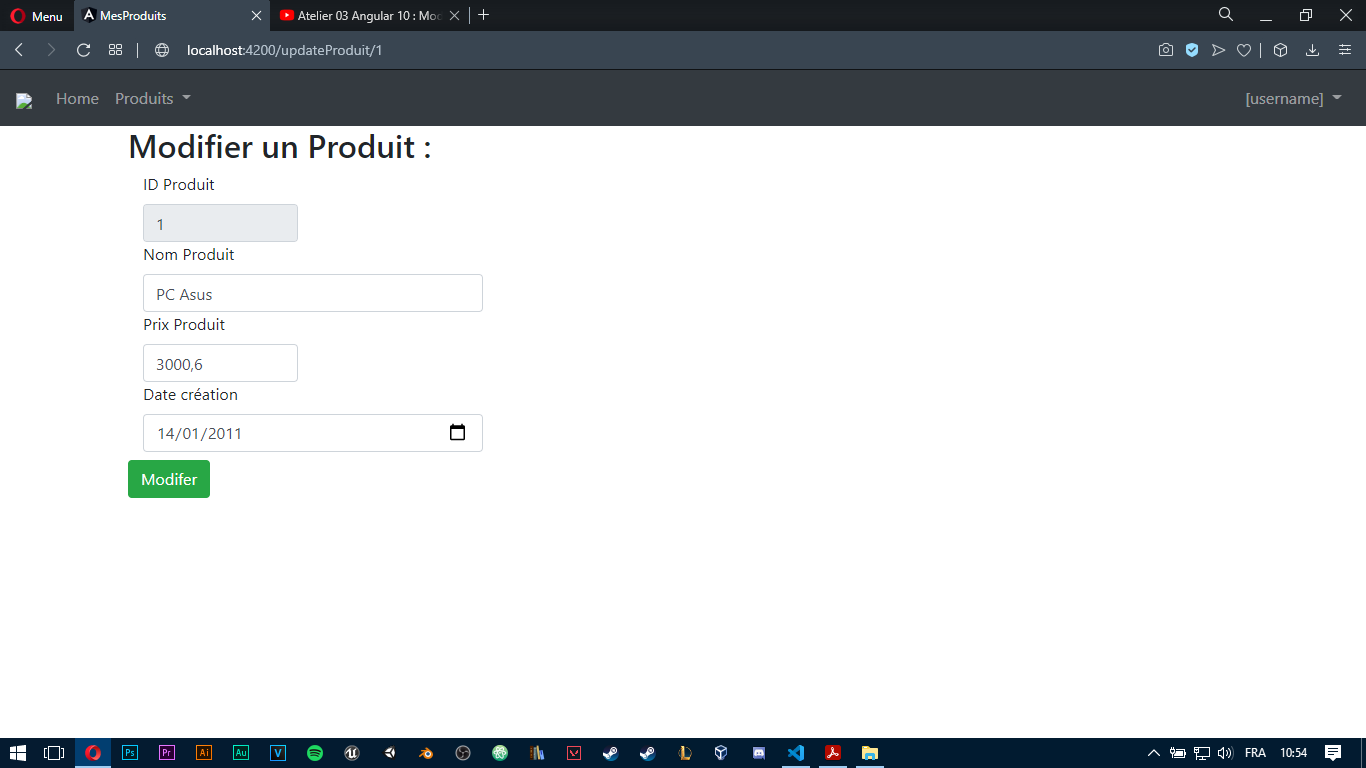 Menu
MesProduits
Atelier 03 Angular 10 : Mod
localhost:4200/updateProduit/1
Home
Produits
[username]
Modifier un Produit :
ID Produit
1
Nom Produit
PC Asus
Prix Produit
3000,6
Date création
14/01/2011
Modifer
Ps
Pr
Ai
Au
V
FRA
10:54